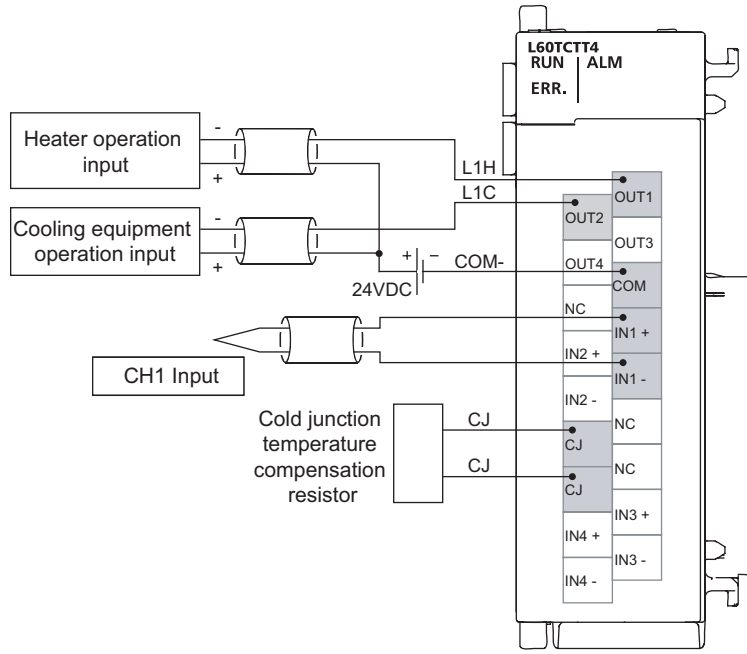 L60TCTT4
RUN ALM
ERR.
Heater operation
input
-
+
L1H
L1C
Cooling equipment
operation input
-
+
+ -
24VDC
COM-
CH1 Input
Cold junction
temperature
compensation
resistor
CJ
CJ
OUT1
OUT2
OUT3
OUT4
COM
NC
IN1 +
IN2 +
IN1 -
IN2 -
NC
CJ
NC
CJ
IN3 +
IN4 +
IN3 -
IN4 -